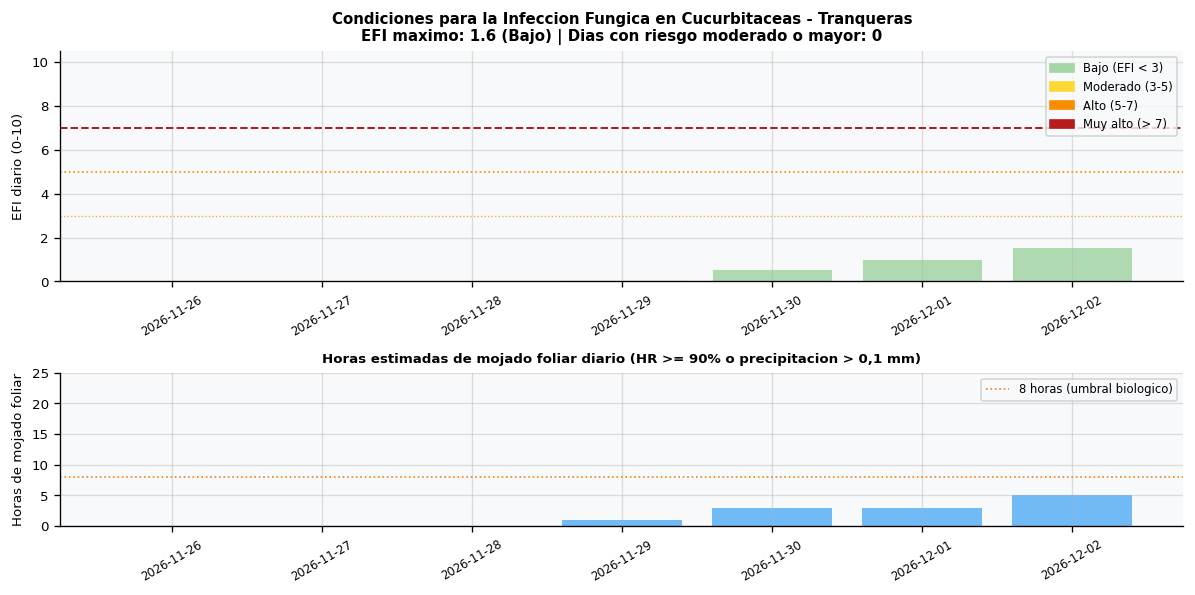 Condiciones para la Infeccion Fungica en Cucurbitaceas - Tranqueras
EFI maximo: 1.6 (Bajo) | Dias con riesgo moderado o mayor: 0
EFI diario (0-10)
10
8
6
4
2
0
Bajo (EFI < 3)
Moderado (3-5)
Alto (5-7)
Muy alto (> 7)
2026-11-26
2026-11-27
2026-11-28
2026-11-29
2026-11-30
2026-12-01
2026-12-02
Horas estimadas de mojado foliar diario (HR >= 90% o precipitacion > 0,1 mm)
Horas de mojado foliar
25
20
15
10
5
0
8 horas (umbral biologico)
2026-11-26
2026-11-27
2026-11-28
2026-11-29
2026-11-30
2026-12-01
2026-12-02